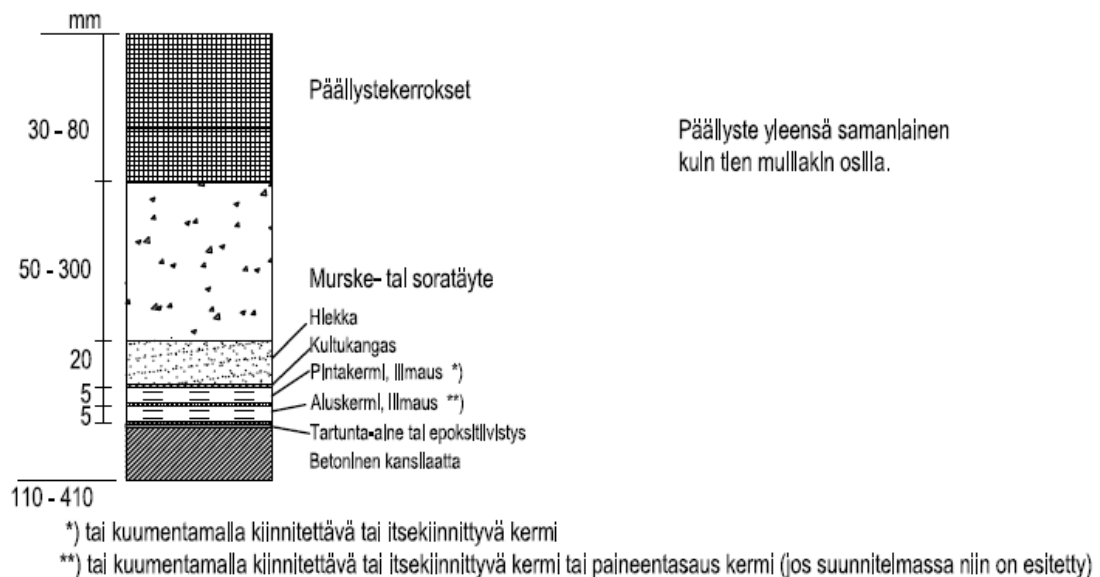 mm
Päällystekerrokset
30 – 80
Päällyste yleensä samanlainen
kuin tien muillakin osilla.
50 - 300
Murske- tai soratäyte
Hiekka
Kuitukangas
20
Pintakermi, liimaus *)
5
Aluskermi, liimaus **)
5
Tartunta-aine tai epoksitiivistys
Betoninen kansilaatta
110 - 410
*) tai kuumentamalla kiinnitettävä tai itsekiinnittyvä kermi
**) tai kuumentamalla kiinnitettävä tai itsekiinnittyvä kermi tai paineentasaus kermi (jos suunnitelmassa niin on esitetty)